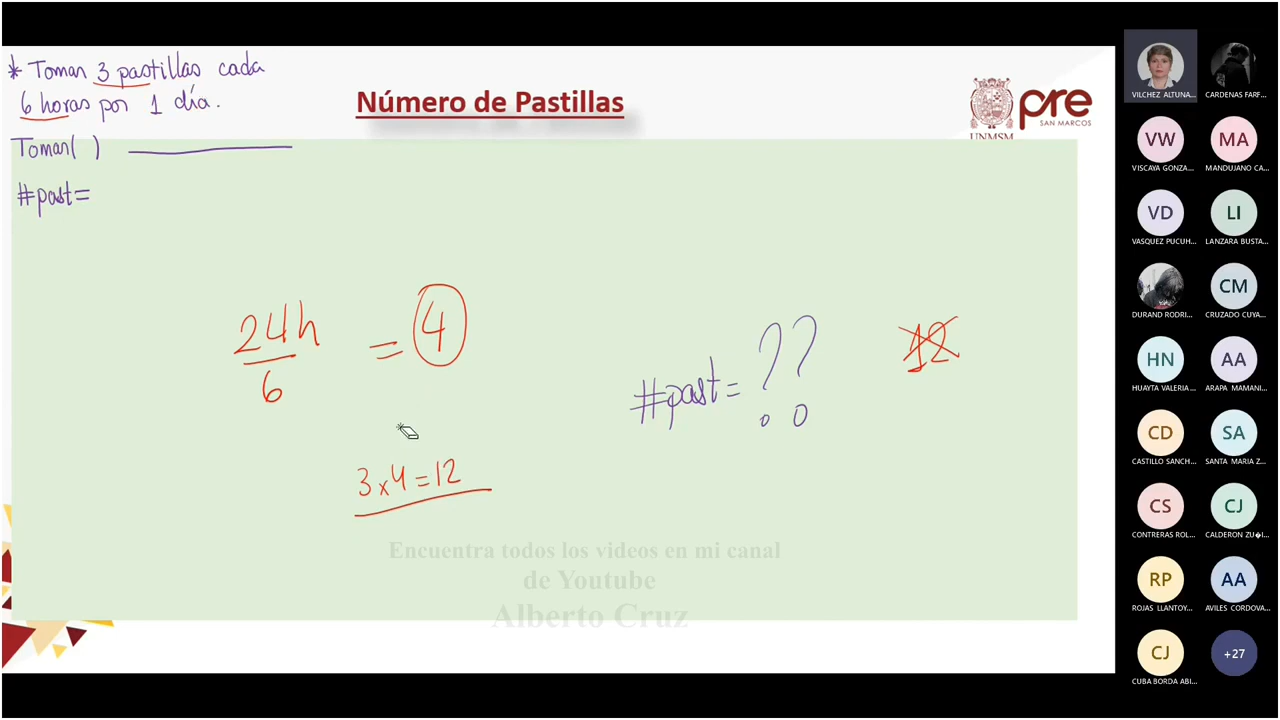 * Tomar 3 pastillas cada
6 horas por 1 día.
Tomar( )
#past=
Número de Pastillas
UNMSM
pre
SAN MARCOS
24h
6
= 4
3x4=12
#past= ??
12
Encuentra todos los videos en mi canal
de Youtube
Alberto Cruz
VILCHEZ ALTUNA...
CARDENAS FARF...
VW
VISCAYA GONZA...
MA
MANDUJANO CA...
VD
VASQUEZ PUCUH...
LI
LANZARA BUSTA...
DURAND RODRI...
CM
CRUZADO CUYA...
HN
HUAYTA VALERIA ...
AA
ARAPA MAMANI...
CD
CASTILLO SANCH...
SA
SANTA MARIA Z...
CS
CONTRERAS ROL...
CJ
CALDERON ZU�I...
RP
ROJAS LLANTOY...
AA
AVILES CORDOVA...
CJ
CUBA BORDA ABI...
+27